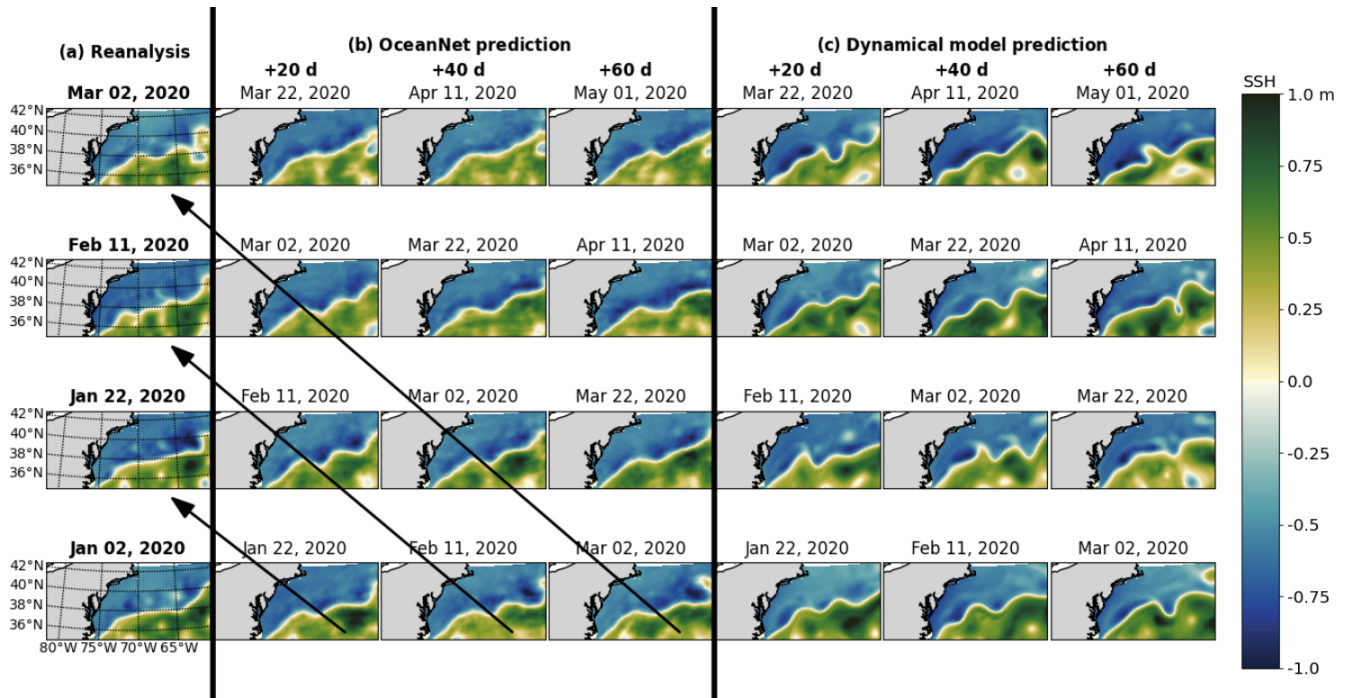 (a) Reanalysis
(b) OceanNet prediction
(c) Dynamical model prediction
+20 d +40 d +60 d +20 d +40 d +60 d
Mar 02, 2020 Mar 22, 2020 Apr 11, 2020 May 01, 2020 Mar 22, 2020 Apr 11, 2020 May 01, 2020
SSH
42°N
40°N
38°N
36°N
Feb 11, 2020 Mar 02, 2020 Mar 22, 2020 Apr 11, 2020 Mar 02, 2020 Mar 22, 2020 Apr 11, 2020
42°N
40°N
38°N
36°N
Jan 22, 2020 Feb 11, 2020 Mar 02, 2020 Mar 22, 2020 Feb 11, 2020 Mar 02, 2020 Mar 22, 2020
42°N
40°N
38°N
36°N
Jan 02, 2020 Jan 22, 2020 Feb 11, 2020 Mar 02, 2020 Jan 22, 2020 Feb 11, 2020 Mar 02, 2020
42°N
40°N
38°N
36°N
80°W 75°W 70°W 65°W
1.0 m
0.75
0.5
0.25
0.0
-0.25
-0.5
-0.75
-1.0